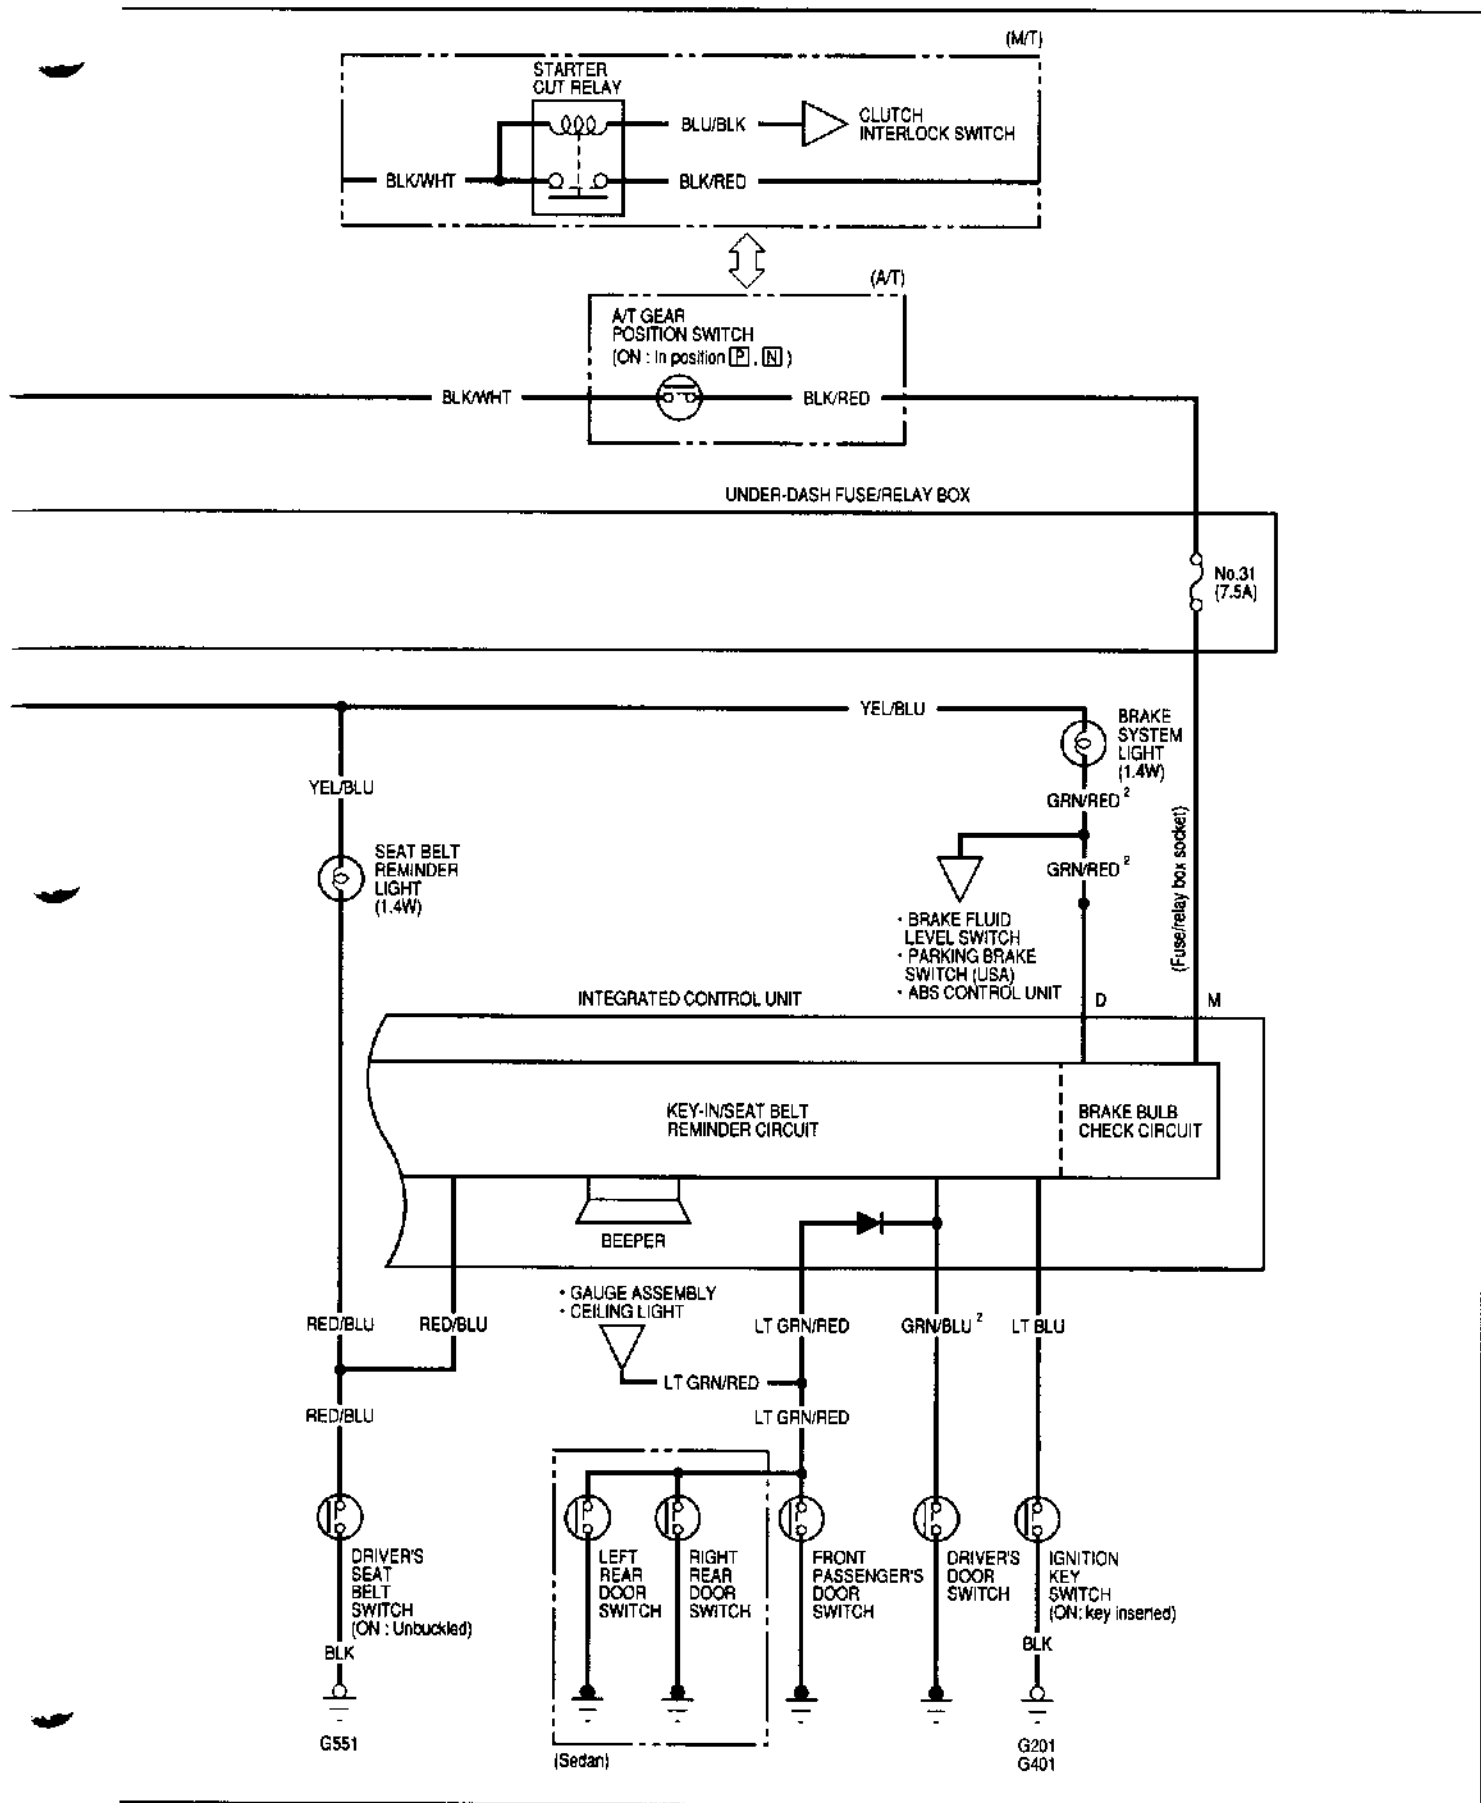 (M/T)
STARTER
CUT RELAY
BLU/BLK
CLUTCH
INTERLOCK SWITCH
BLK/WHT
BLK/RED
(A/T)
A/T GEAR
POSITION SWITCH
(ON : In position P , N )
BLK/WHT
BLK/RED
UNDER-DASH FUSE/RELAY BOX
No.31
(7.5A)
YEL/BLU
BRAKE
SYSTEM
LIGHT
(1.4W)
YEL/BLU
GRN/RED 2
SEAT BELT
REMINDER
LIGHT
(1.4W)
GRN/RED 2
(Fuse/relay box socket)
· BRAKE FLUID
LEVEL SWITCH
· PARKING BRAKE
SWITCH (USA)
· ABS CONTROL UNIT
INTEGRATED CONTROL UNIT
D
M
KEY-IN/SEAT BELT
REMINDER CIRCUIT
BRAKE BULB
CHECK CIRCUIT
BEEPER
· GAUGE ASSEMBLY
· CEILING LIGHT
RED/BLU
RED/BLU
LT GRN/RED
GRN/BLU 2
LT BLU
LT GRN/RED
RED/BLU
LT GRN/RED
DRIVER'S
SEAT
BELT
SWITCH
(ON : Unbuckled)
LEFT
REAR
DOOR
SWITCH
RIGHT
REAR
DOOR
SWITCH
FRONT
PASSENGER'S
DOOR
SWITCH
DRIVER'S
DOOR
SWITCH
IGNITION
KEY
SWITCH
(ON: key inserted)
BLK
BLK
G551
(Sedan)
G201
G401